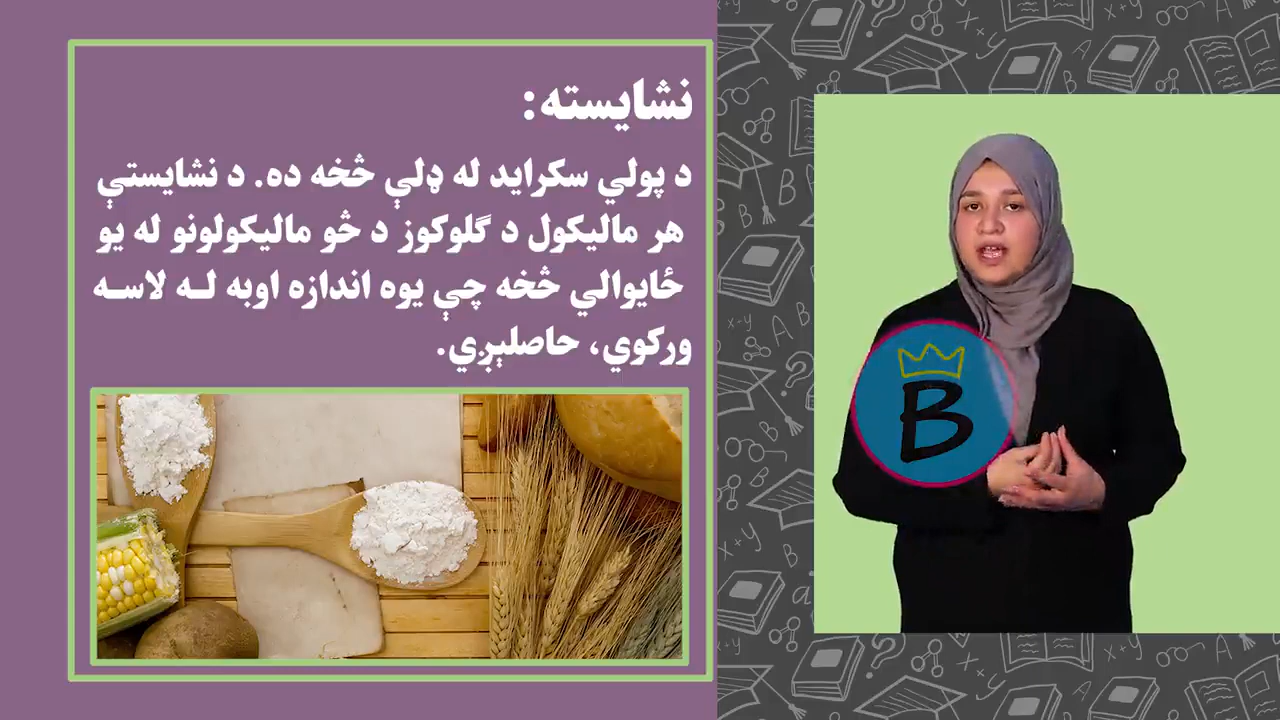 نشایسته:
د پولي سکراید له ډلې څخه ده. د نشایستې
هر مالیکول د ګلوکوز د څو مالیکولونو له یو
ځایوالي څخه چې یوه اندازه اوبه لـه لاسـه
ورکوي، حاصلېږي.
B